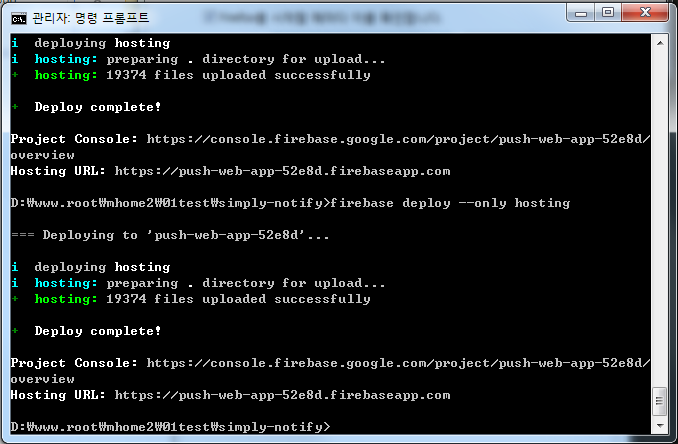 관리자: 명령 프롬프트
i deploying hosting
i hosting: preparing . directory for upload...
+ hosting: 19374 files uploaded successfully
+ Deploy complete!
Project Console: https://console.firebase.google.com/project/push-web-app-52e8d/
overview
Hosting URL: https://push-web-app-52e8d.firebaseapp.com
D:₩www.root₩mhome2₩01test₩simply-notify>firebase deploy --only hosting
=== Deploying to 'push-web-app-52e8d'...
i deploying hosting
i hosting: preparing . directory for upload...
+ hosting: 19374 files uploaded successfully
+ Deploy complete!
Project Console: https://console.firebase.google.com/project/push-web-app-52e8d/
overview
Hosting URL: https://push-web-app-52e8d.firebaseapp.com
D:₩www.root₩mhome2₩01test₩simply-notify>